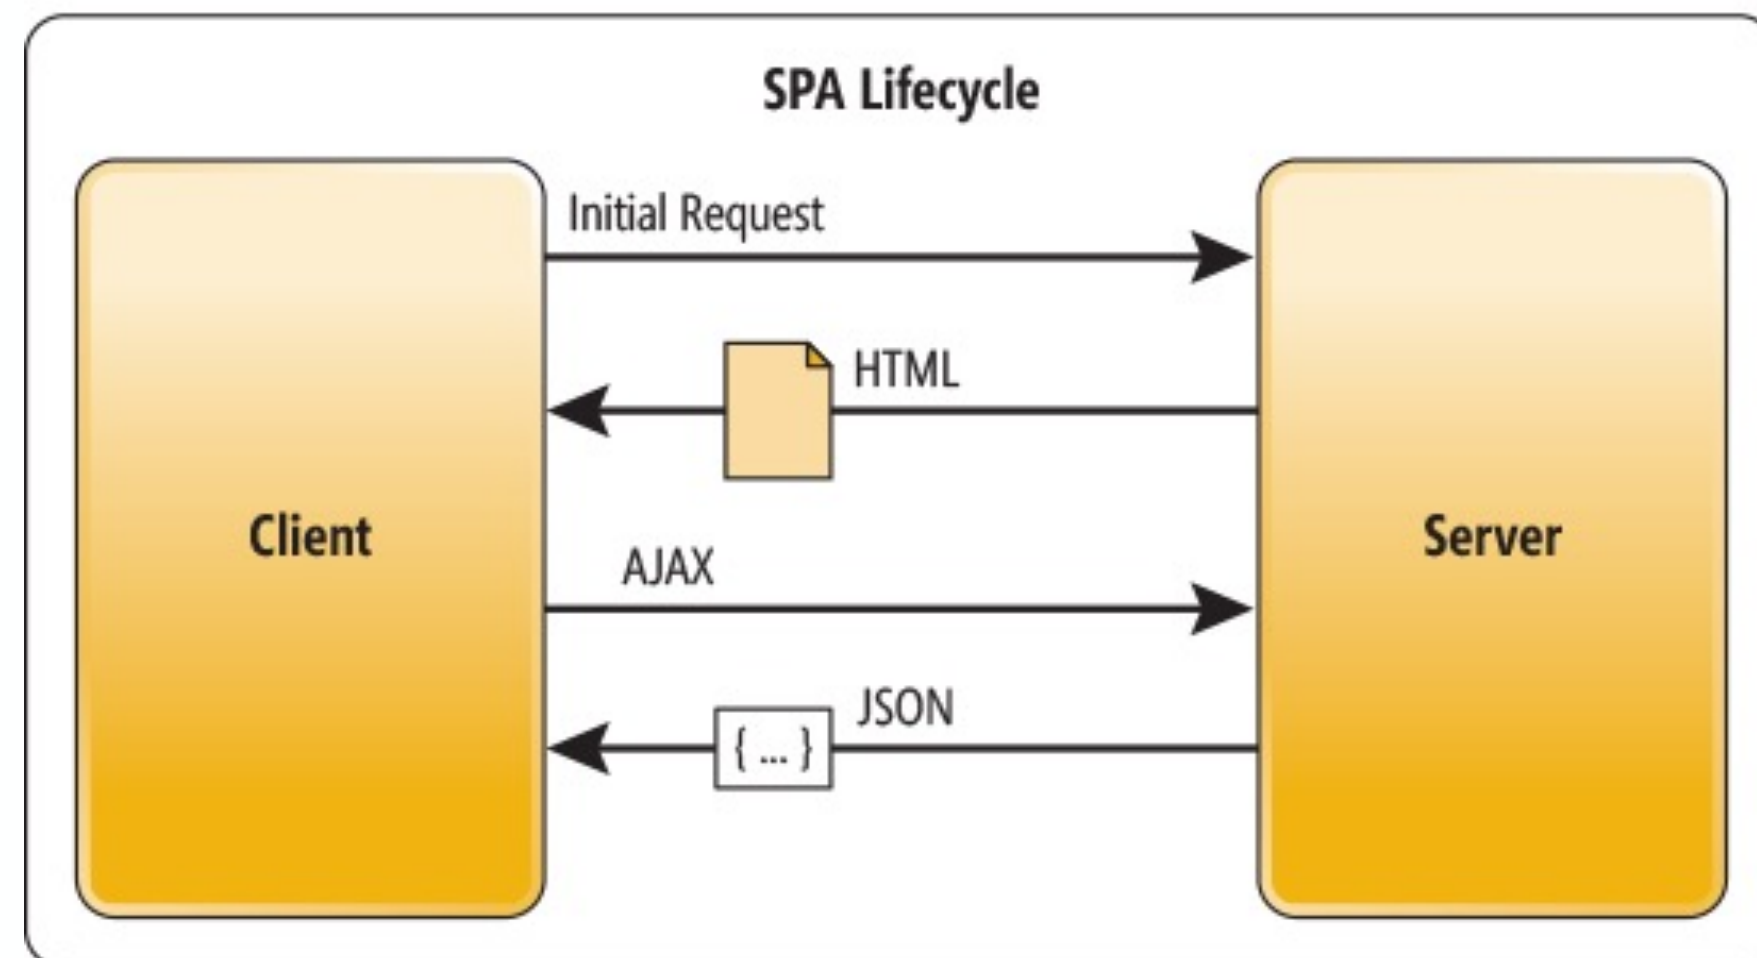 SPA Lifecycle
Initial Request
HTML
Client
Server
AJAX
JSON
{ ... }